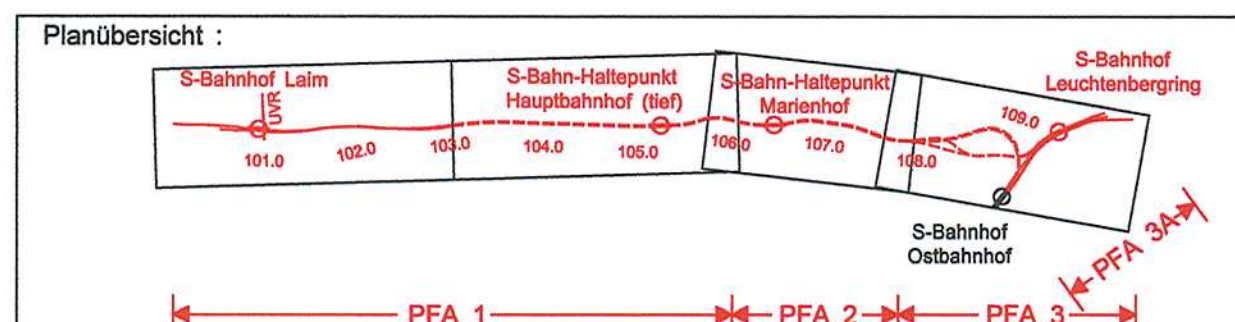 Planübersicht :
S-Bahnhof Laim
UVR
S-Bahn-Haltepunkt
Hauptbahnhof (tief)
S-Bahn-Haltepunkt
Marienhof
S-Bahnhof
Leuchtenbergring
101.0
102.0
103.0
104.0
105.0
106.0
107.0
108.0
109.0
S-Bahnhof
Ostbahnhof
PFA 3A
PFA 1
PFA 2
PFA 3